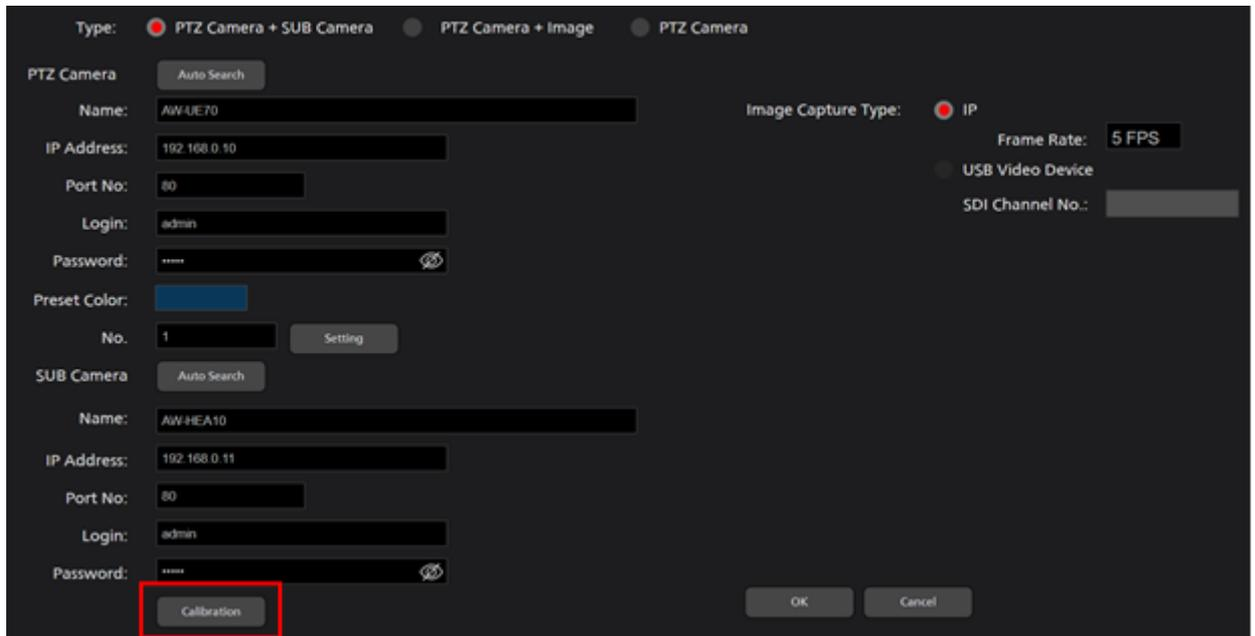 Type: PTZ Camera + SUB Camera PTZ Camera + Image PTZ Camera
PTZ Camera Auto Search
Name: AW-UE70
Image Capture Type: IP
IP Address: 192.168.0.10
Frame Rate: 5 FPS
Port No: 80
USB Video Device
Login: admin
SDI Channel No.:
Password: ••••••
Preset Color:
No. 1 Setting
SUB Camera Auto Search
Name: AW-HEA10
IP Address: 192.168.0.11
Port No: 80
Login: admin
Password: ••••••
Calibration
OK Cancel